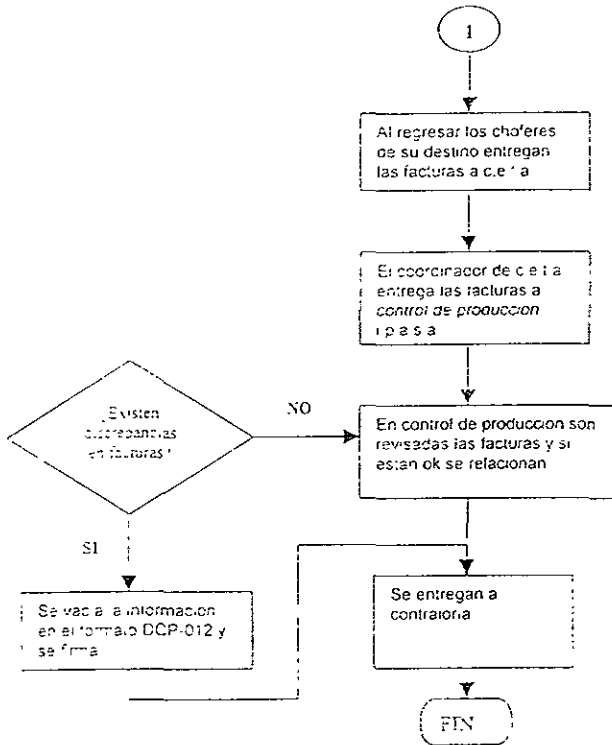 1
Al regresar los choferes
de su destino entregan
las facturas a c.e t a
El coordinador de c e t a
entrega las facturas a
control de produccion
i p a s a
¿Existen
discrepancias
en facturas?
NO
En control de produccion son
revisadas las facturas y si
estan ok se relacionan
SI
Se vacia la informacion
en el formato DCP-012 y
se firma
Se entregan a
contraloria
FIN